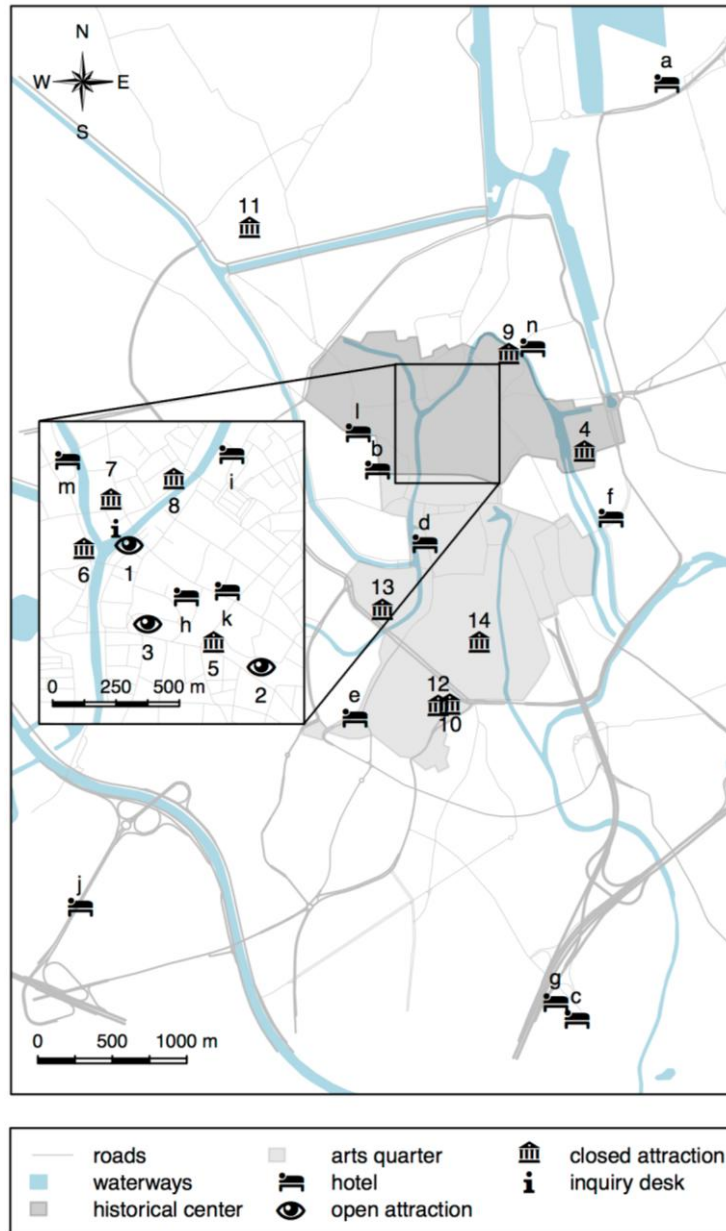 N
W E
S
a
11
9 n
l
4
b
m
7
8
i
f
d
i
6 1
13
h k
14
3 5
0 250 500 m
2
12
e
10
j
g c
0 500 1000 m
roads
waterways
historical center
arts quarter
hotel
open attraction
closed attraction
i inquiry desk